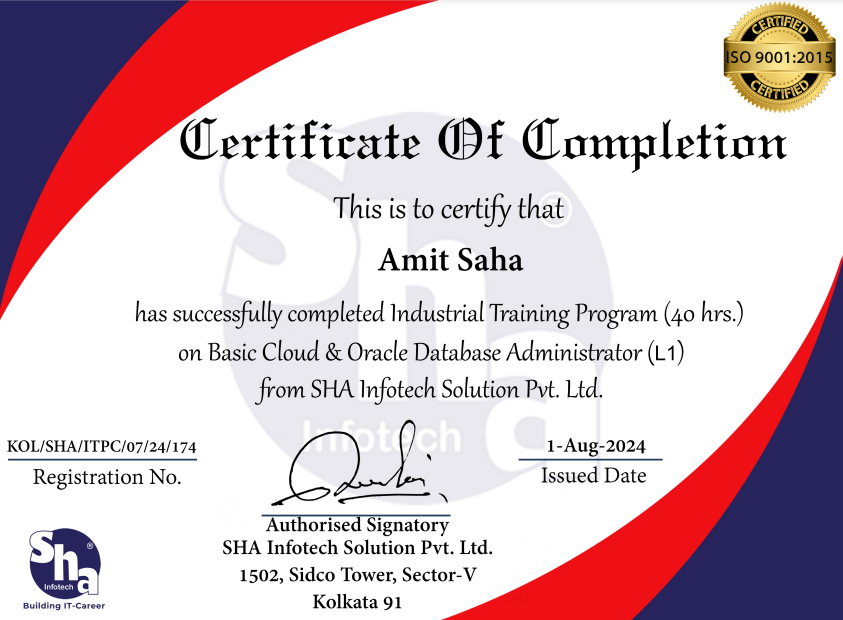 CERTIFIED
ISO 9001:2015
CERTIFIED
Certificate Of Completion
This is to certify that
Amit Saha
has successfully completed Industrial Training Program (40 hrs.)
on Basic Cloud & Oracle Database Administrator (L1)
from SHA Infotech Solution Pvt. Ltd.
Sha ®
Infotech
KOL/SHA/ITPC/07/24/174
Registration No.
1-Aug-2024
Issued Date
Authorised Signatory
SHA Infotech Solution Pvt. Ltd.
1502, Sidco Tower, Sector-V
Kolkata 91
Sha ®
Infotech
Building IT-Career